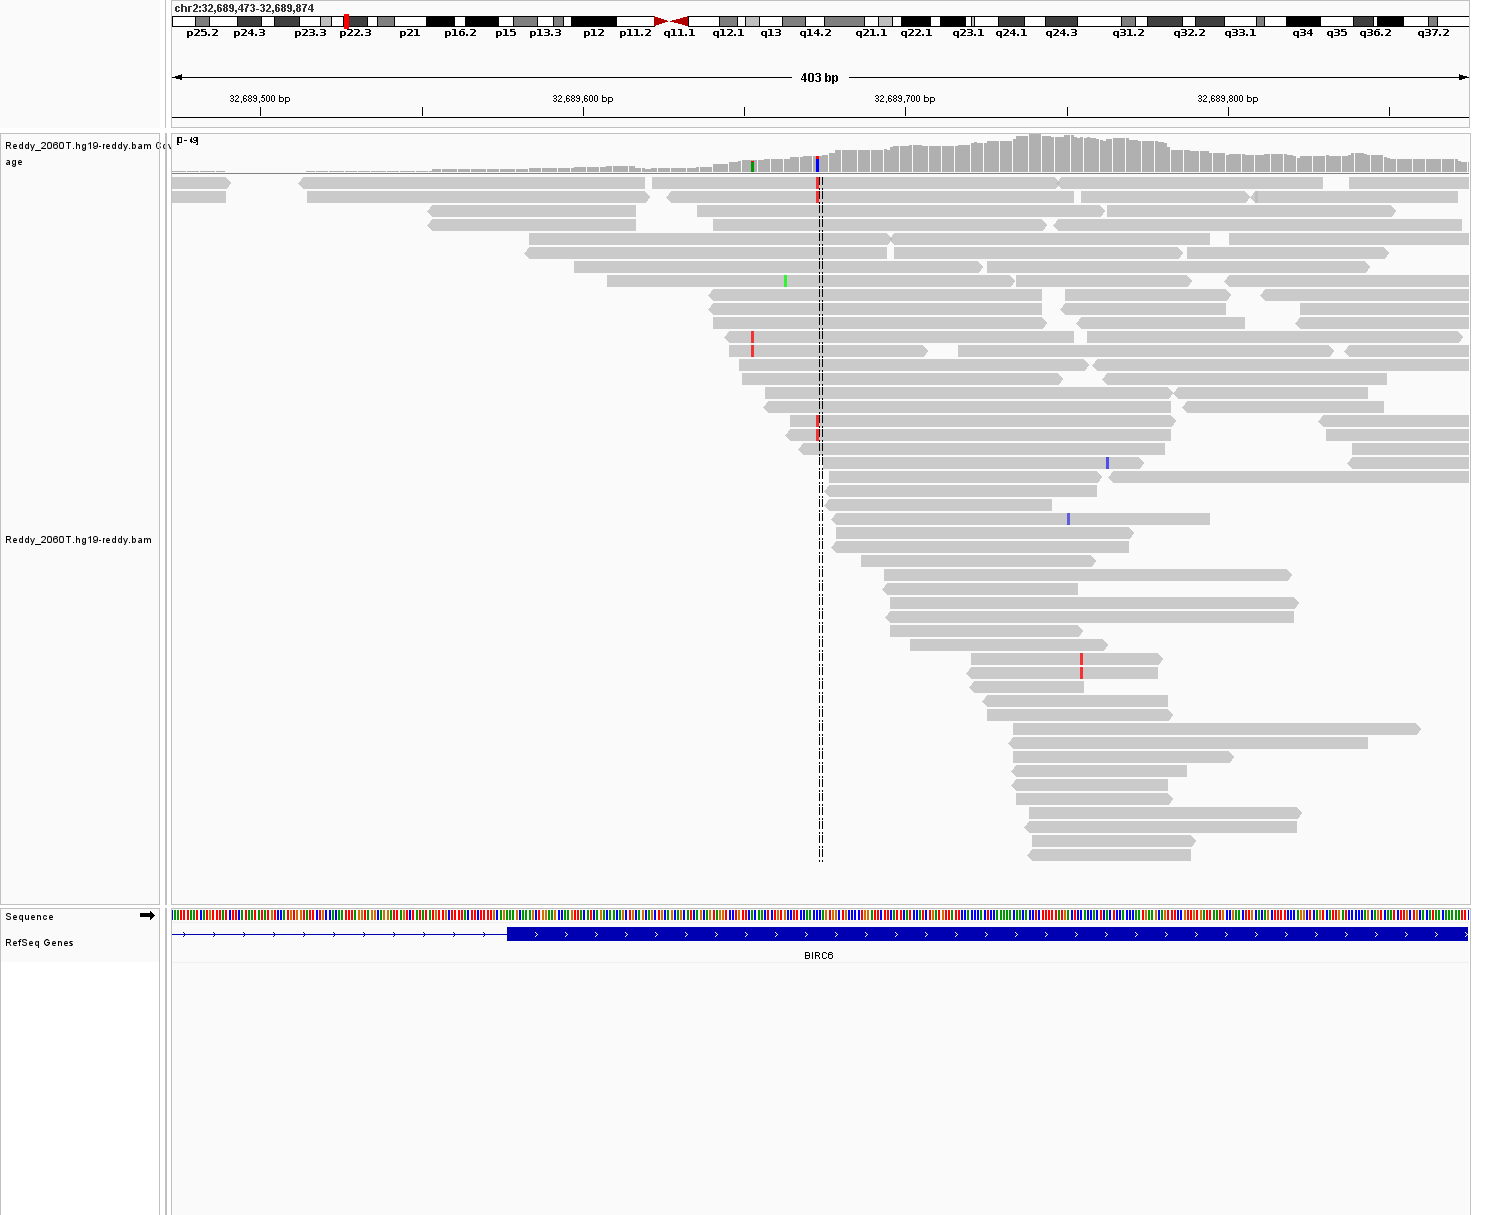 chr2:32,689,473-32,689,874
p25.2 p24.3 p23.3 p22.3 p21 p16.2 p15 p13.3 p12 p11.2 q11.1 q12.1 q13 q14.2 q21.1 q22.1 q23.1 q24.1 q24.3 q31.2 q32.2 q33.1 q34 q35 q36.2 q37.2
403 bp
32,689,500 bp 32,689,600 bp 32,689,700 bp 32,689,800 bp
Reddy_2060T.hg19-reddy.bam Cov
age
Reddy_2060T.hg19-reddy.bam
Sequence
RefSeq Genes
BIRC6